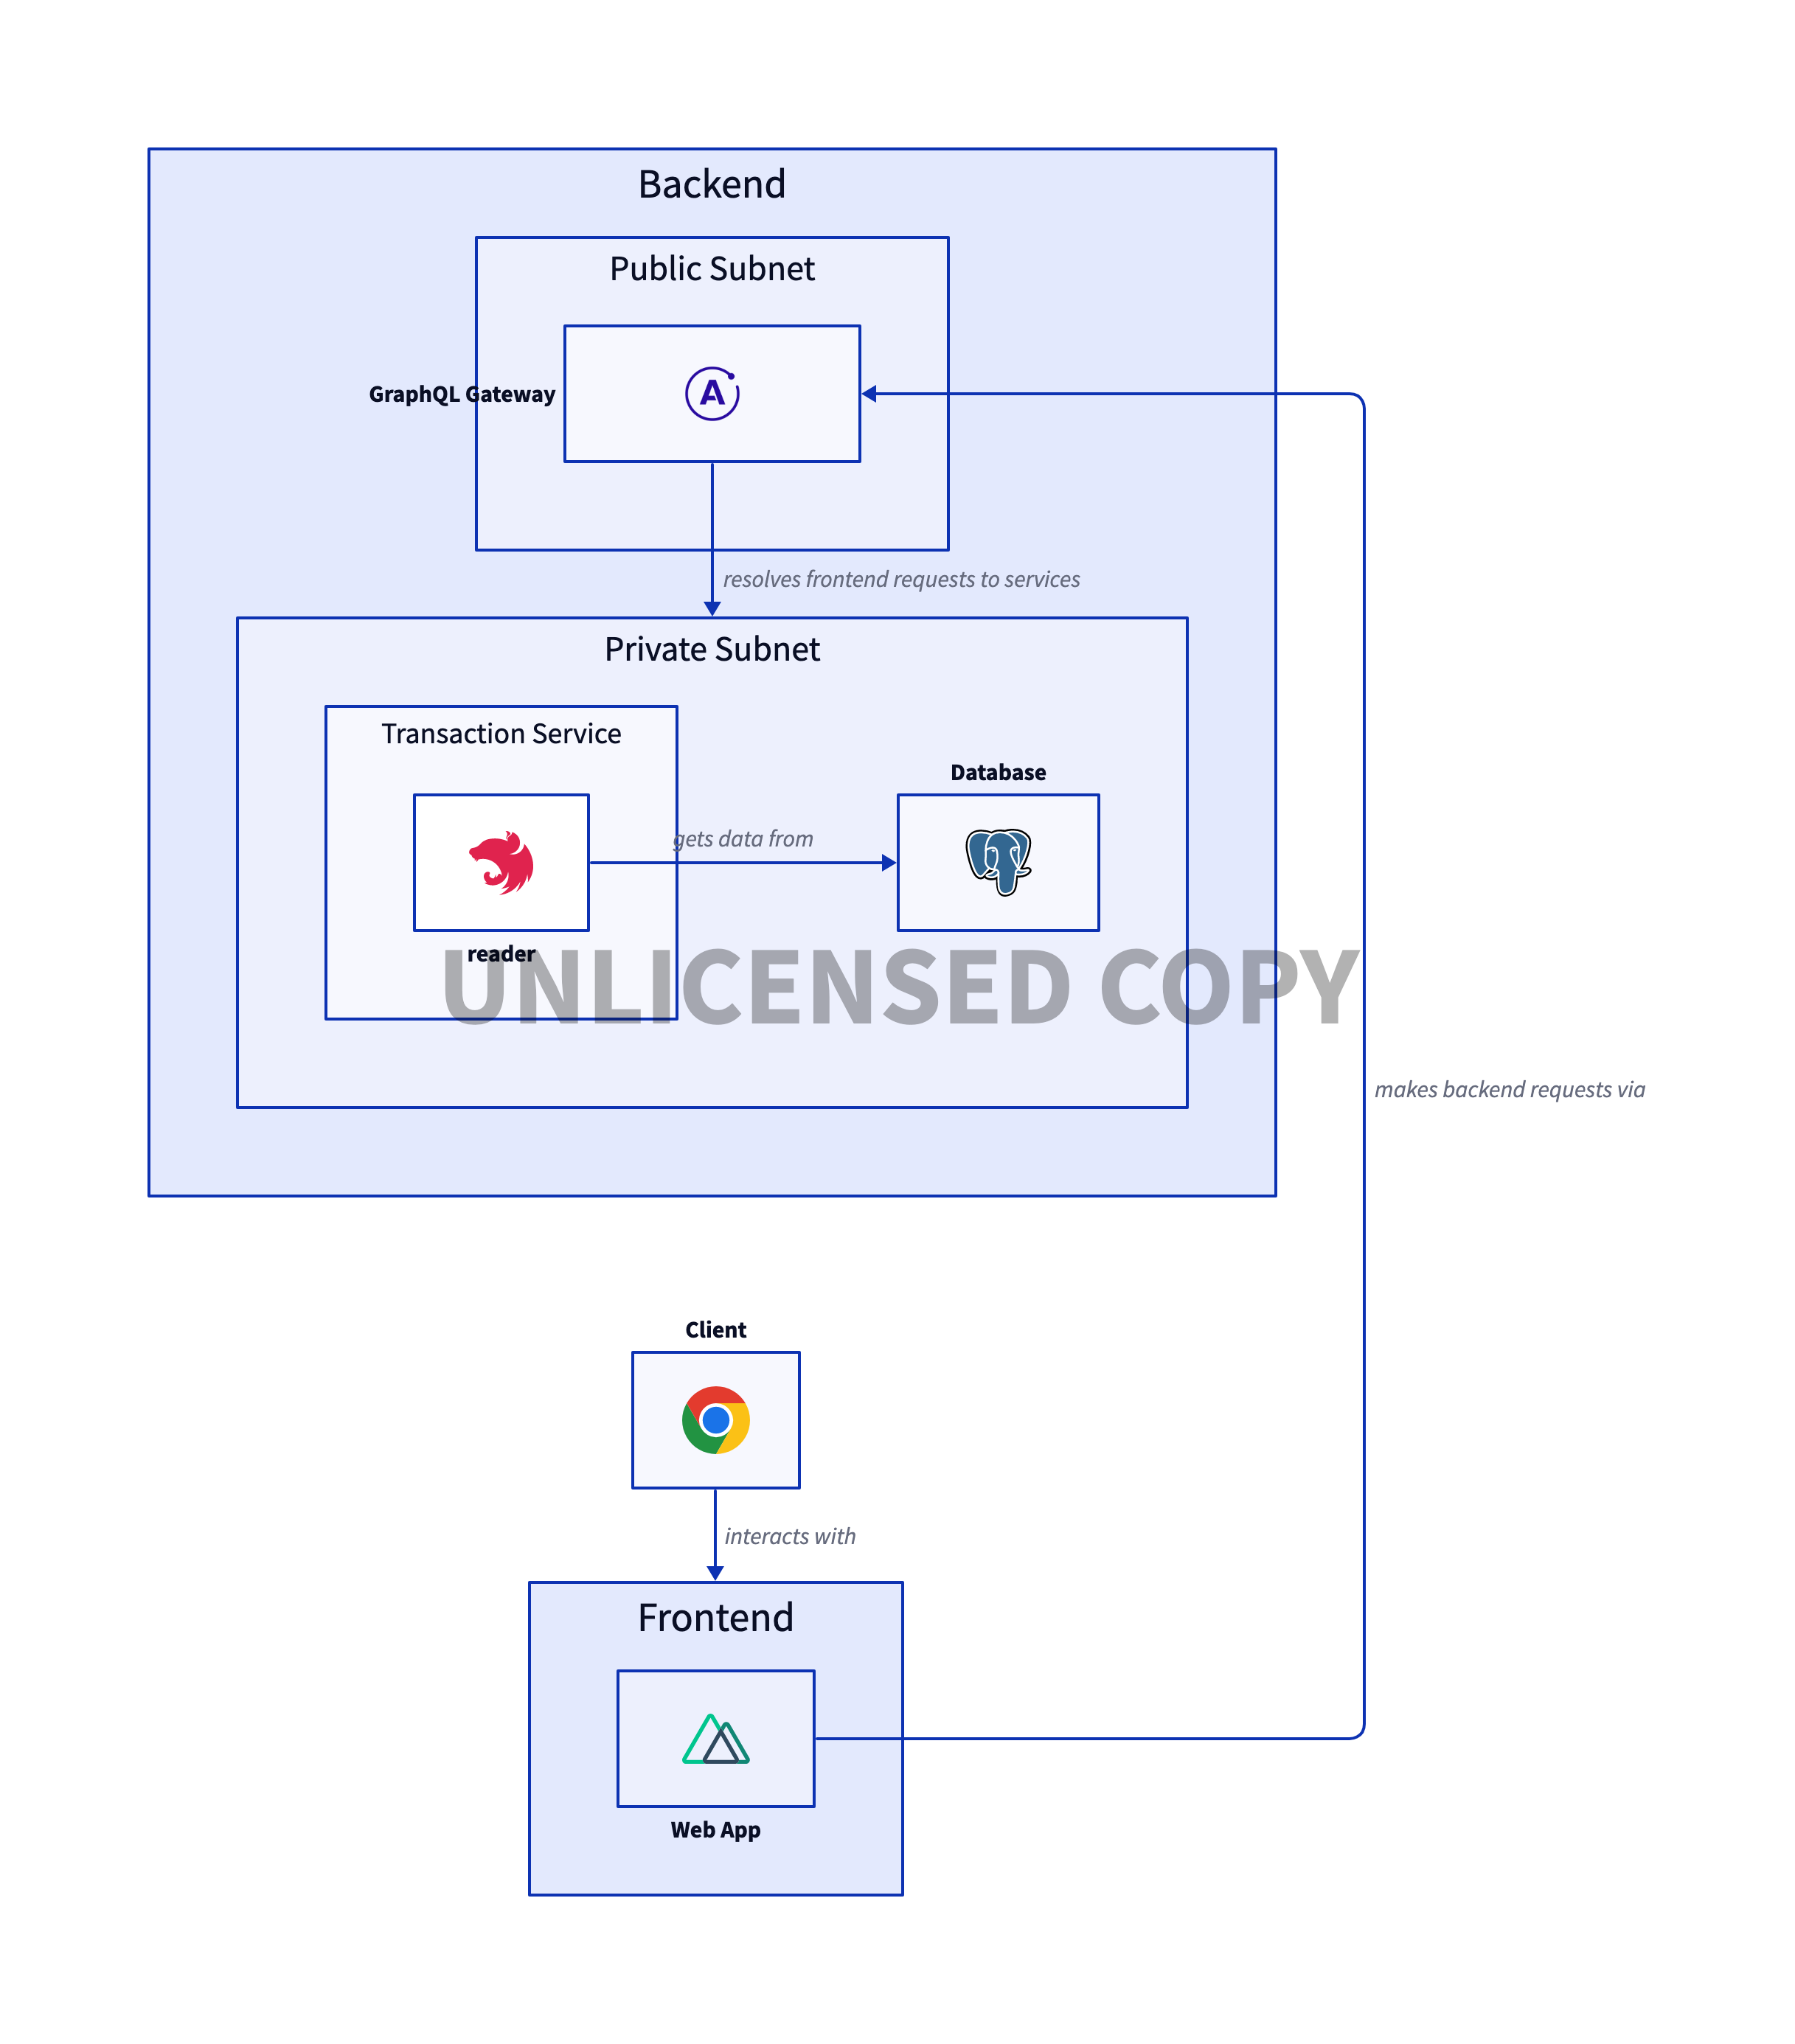 Backend
Public Subnet
GraphQL Gateway
A
resolves frontend requests to services
Private Subnet
Transaction Service
Database
gets data from
reader
UNLICENSED COPY
makes backend requests via
Client
interacts with
Frontend
Web App